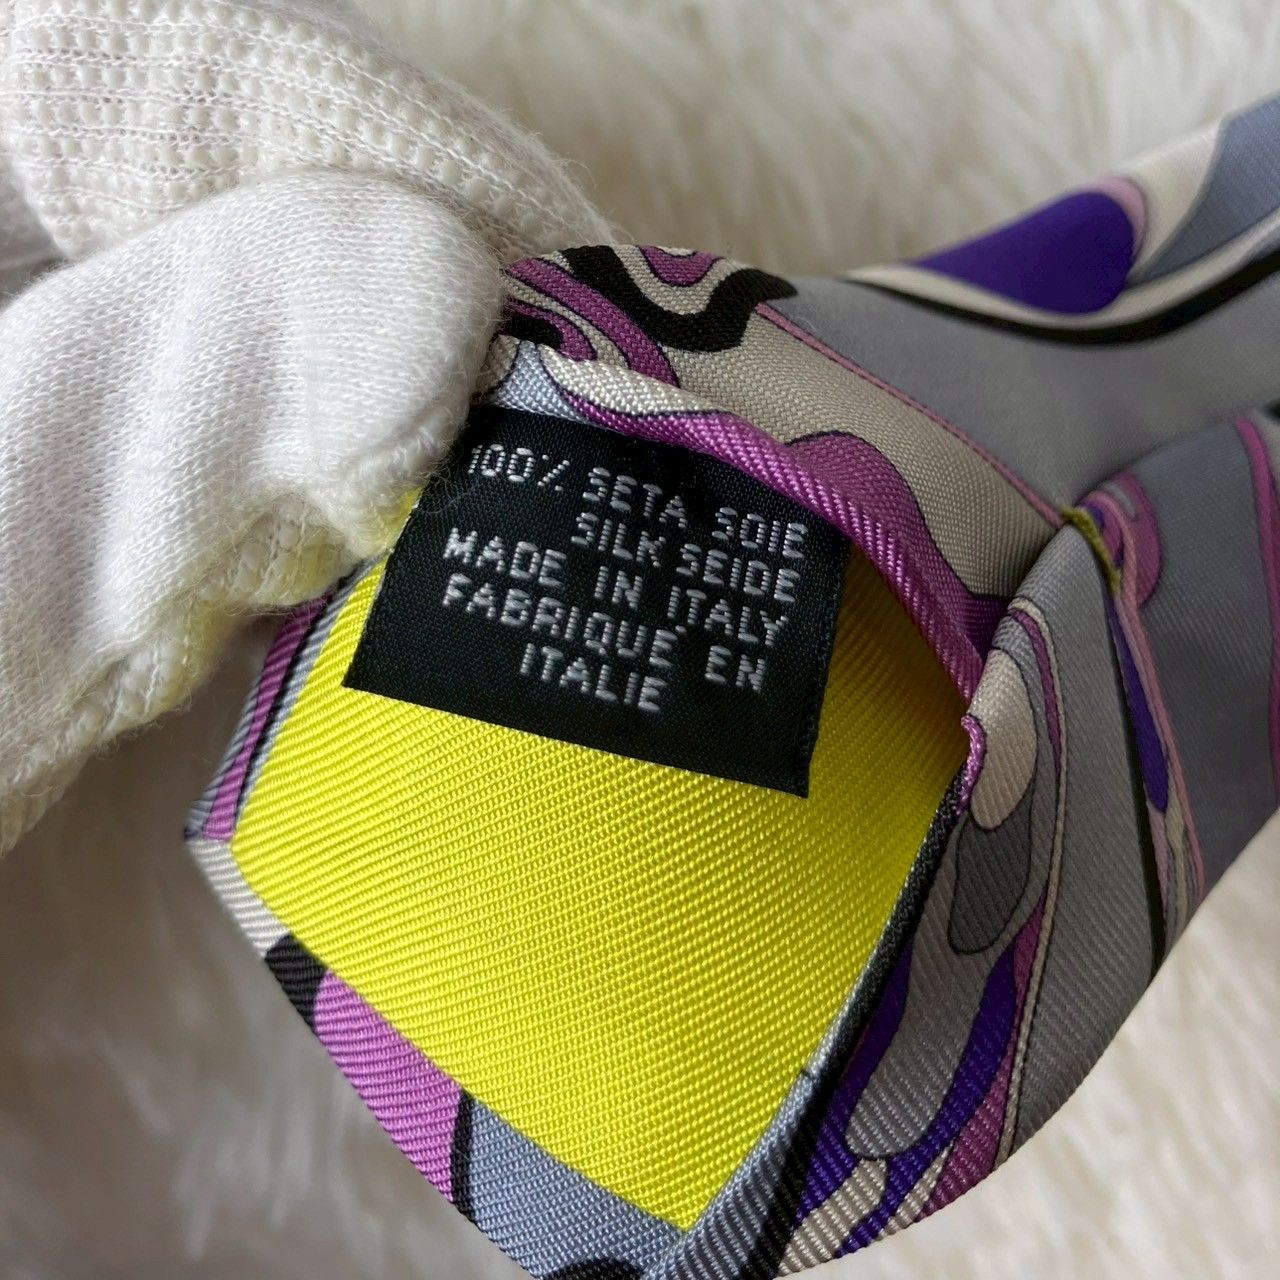 100% SETA SOIE
SILK SEIDE
MADE IN ITALY
FABRIQUE EN
ITALIE